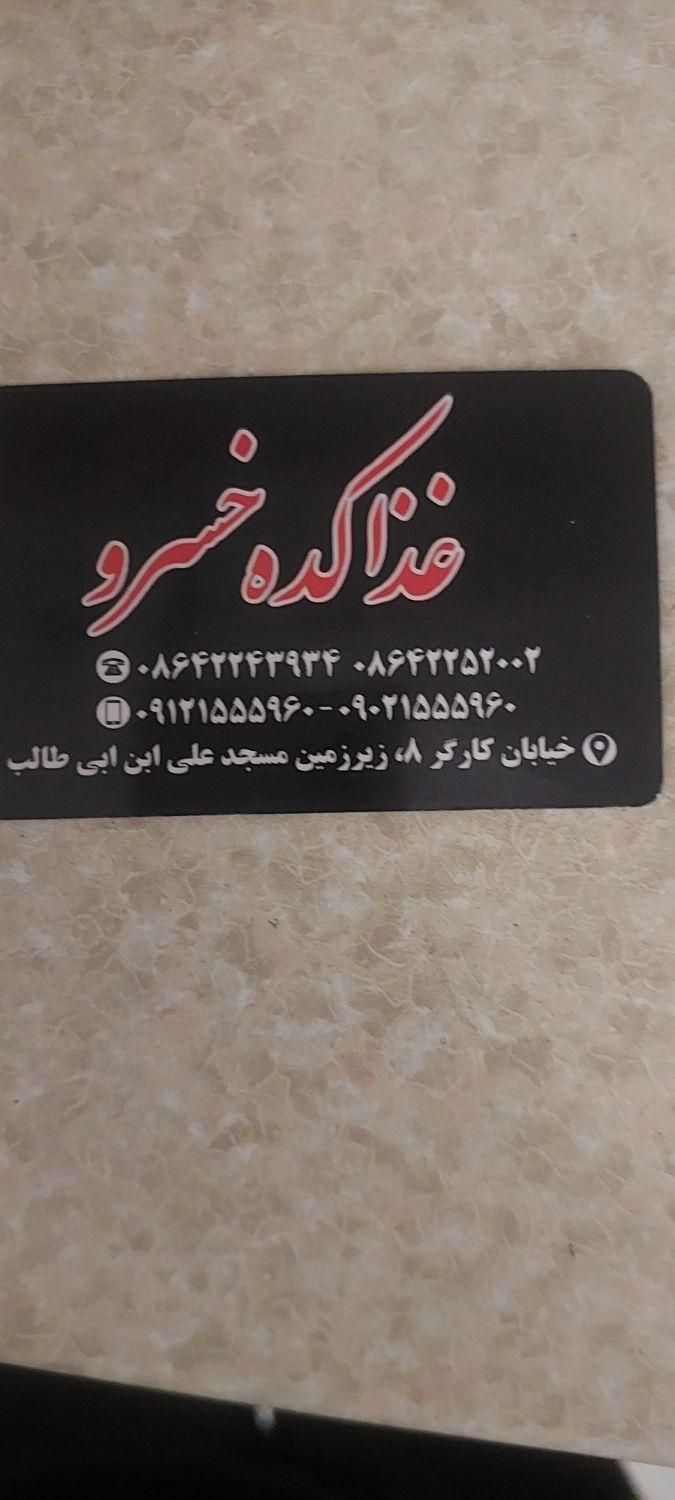 غذاکده خسرو
۰۸۶۴۲۲۴۳۹۳۴ ۰۸۶۴۲۲۵۲۰۰۲
۰۹۱۲۱۵۵۵۹۶۰-۰۹۰۲۱۵۵۵۹۶۰
خیابان کارگر ۸، زیرزمین مسجد علی ابن ابی طالب